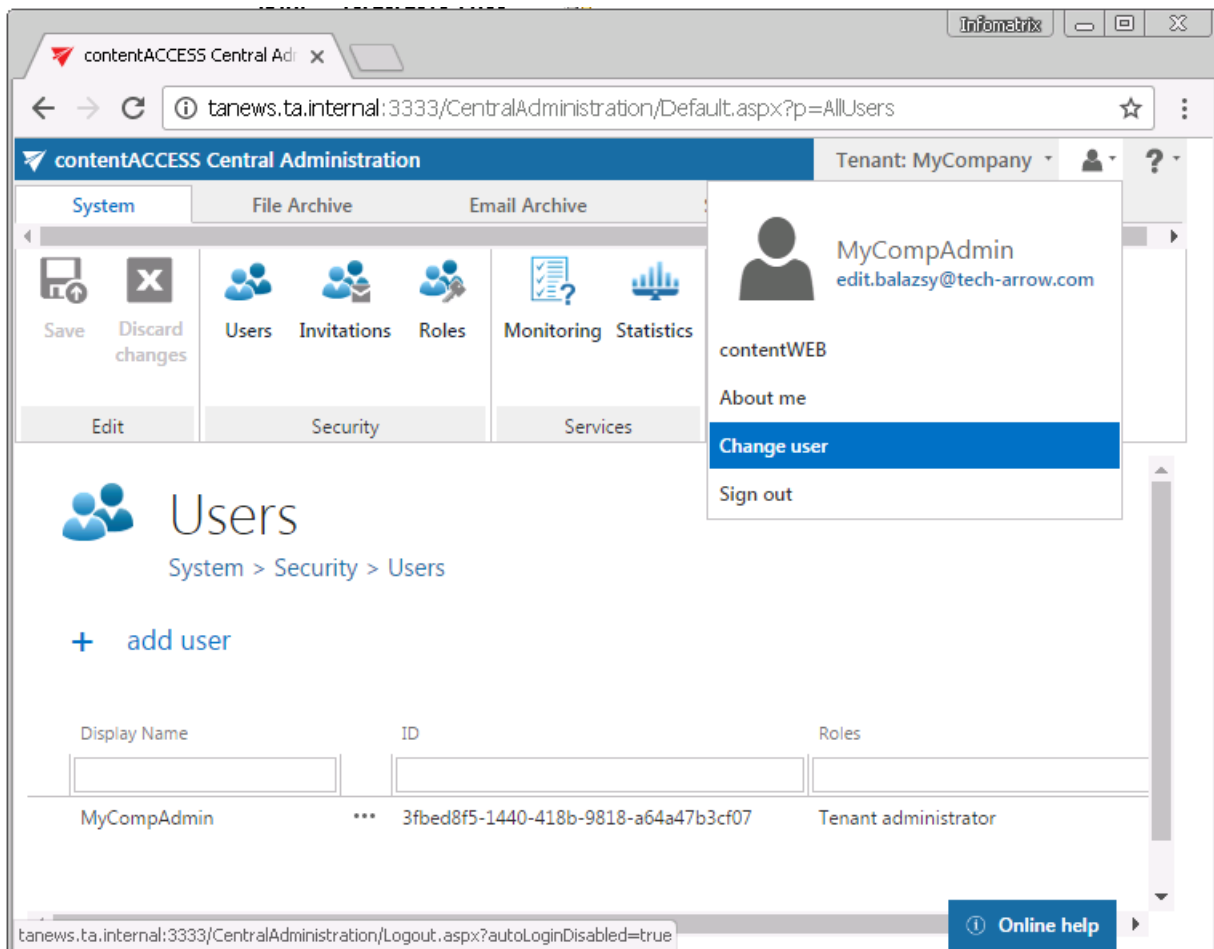 Infomatrix
contentACCESS Central Adr
tanews.ta.internal:3333/CentralAdministration/Default.aspx?p=AllUsers
contentACCESS Central Administration
Tenant: MyCompany
?
System
File Archive
Email Archive
MyCompAdmin
edit.balazsy@tech-arrow.com
Save
Discard changes
Users
Invitations
Roles
Monitoring
Statistics
contentWEB
About me
Edit
Security
Services
Change user
Sign out
Users
System > Security > Users
+ add user
Display Name
ID
Roles
MyCompAdmin
•••
3fbed8f5-1440-418b-9818-a64a47b3cf07
Tenant administrator
Online help
tanews.ta.internal:3333/CentralAdministration/Logout.aspx?autoLoginDisabled=true